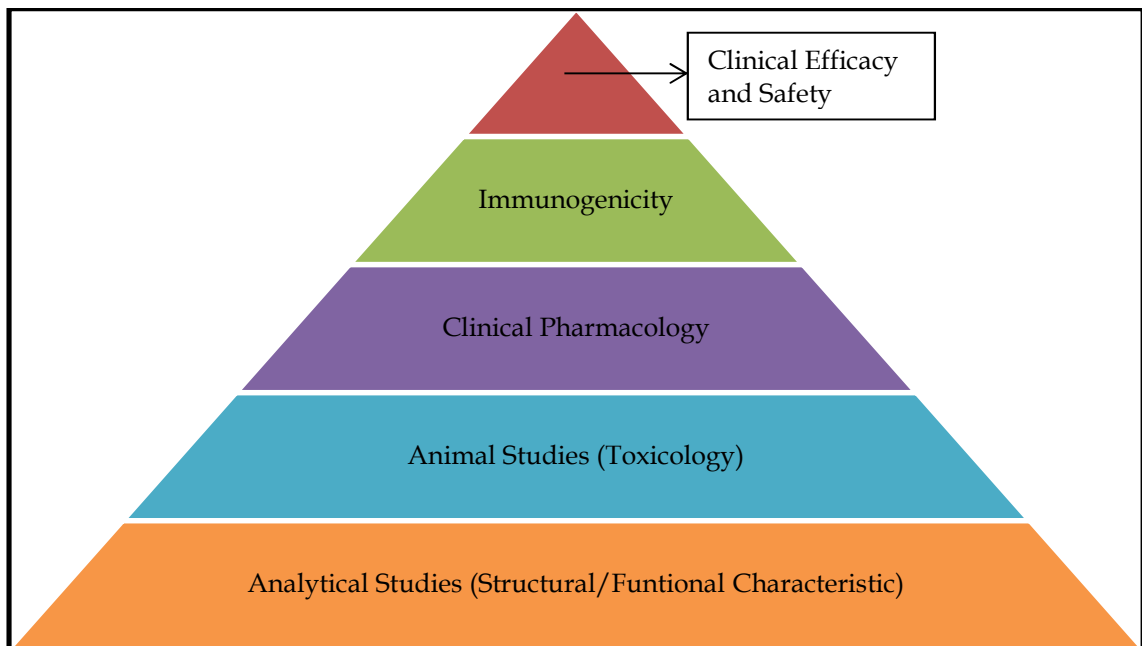 Clinical Efficacy
and Safety
Immunogenicity
Clinical Pharmacology
Animal Studies (Toxicology)
Analytical Studies (Structural/Funtional Characteristic)